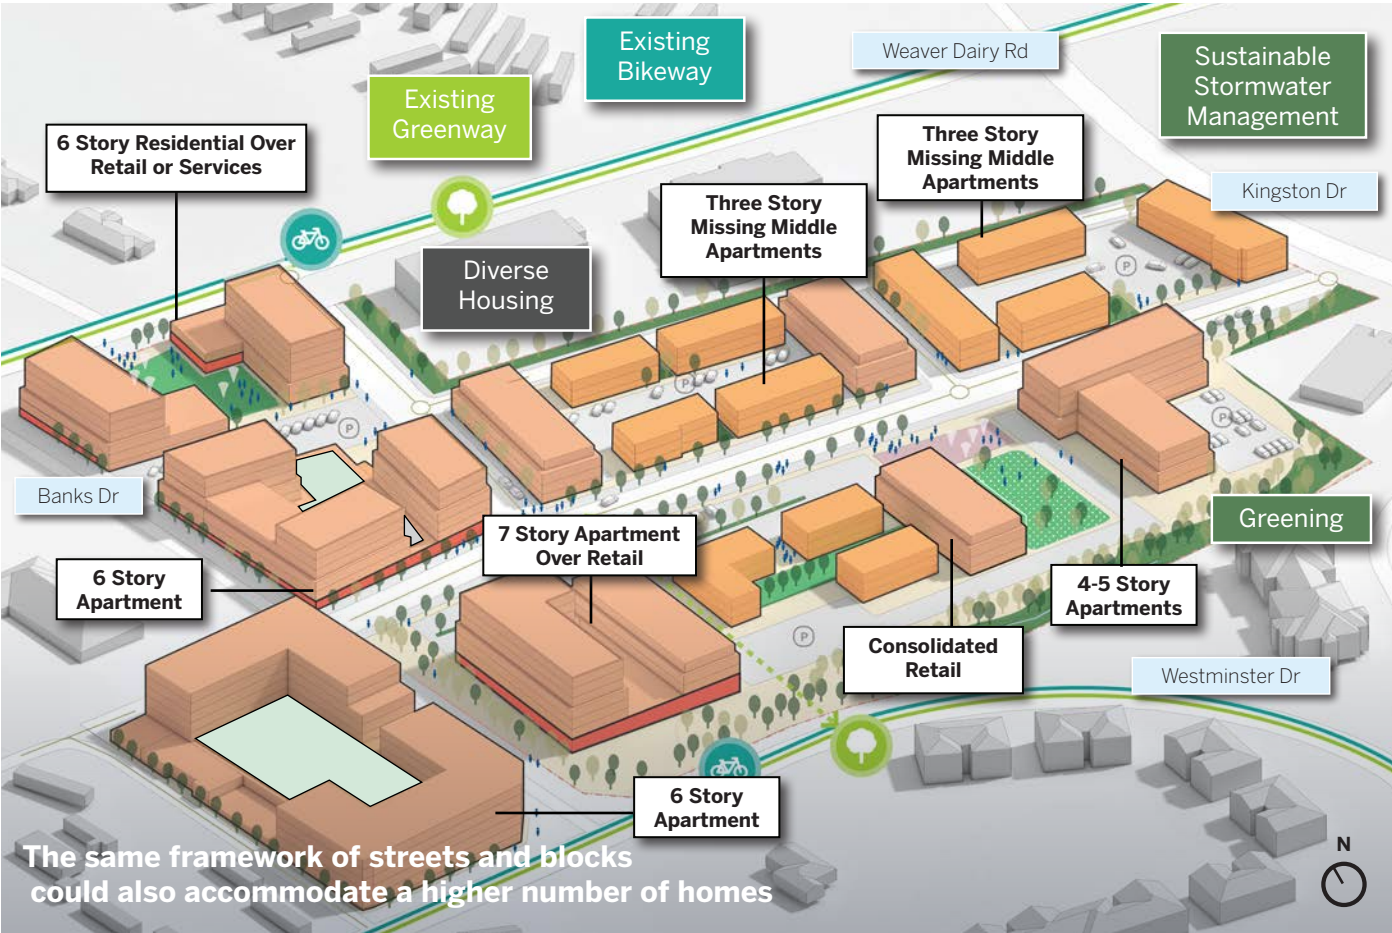 Existing
Bikeway
Weaver Dairy Rd
Sustainable
Stormwater
Management
Existing
Greenway
6 Story Residential Over
Retail or Services
Three Story
Missing Middle
Apartments
Kingston Dr
Three Story
Missing Middle
Apartments
Diverse
Housing
P
P
P
P
Banks Dr
Greening
7 Story Apartment
Over Retail
6 Story
Apartment
4-5 Story
Apartments
P
Consolidated
Retail
Westminster Dr
6 Story
Apartment
N
The same framework of streets and blocks
could also accommodate a higher number of homes